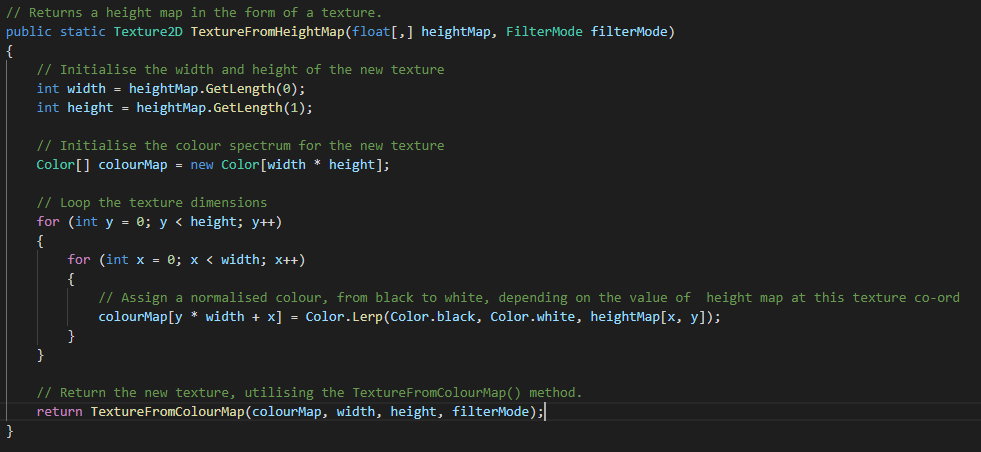 // Returns a height map in the form of a texture.
public static Texture2D TextureFromHeightMap(float[,] heightMap, FilterMode filterMode)
{
    // Initialise the width and height of the new texture
    int width = heightMap.GetLength(0);
    int height = heightMap.GetLength(1);

    // Initialise the colour spectrum for the new texture
    Color[] colourMap = new Color[width * height];

    // Loop the texture dimensions
    for (int y = 0; y < height; y++)
    {
        for (int x = 0; x < width; x++)
        {
            // Assign a normalised colour, from black to white, depending on the value of  height map at this texture co-ord
            colourMap[y * width + x] = Color.Lerp(Color.black, Color.white, heightMap[x, y]);
        }
    }

    // Return the new texture, utilising the TextureFromColourMap() method.
    return TextureFromColourMap(colourMap, width, height, filterMode);
}